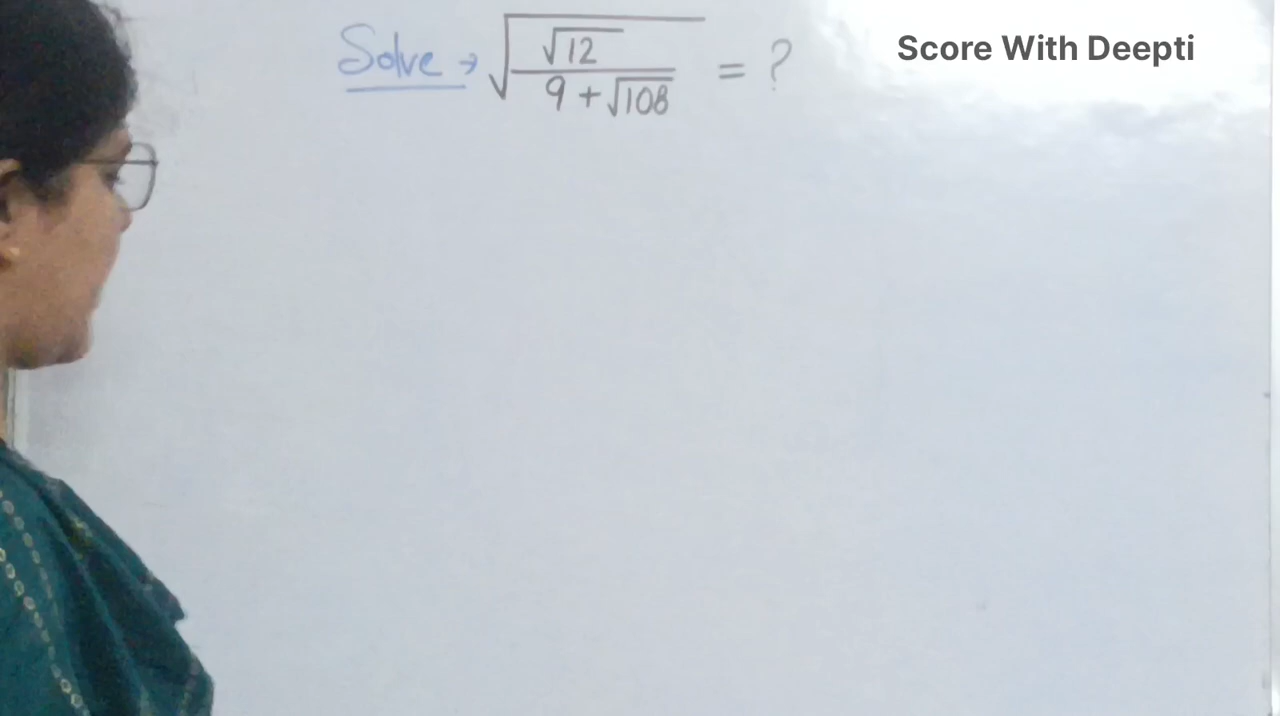 Solve → √(√12 / (9 + √108)) = ?
Score With Deepti